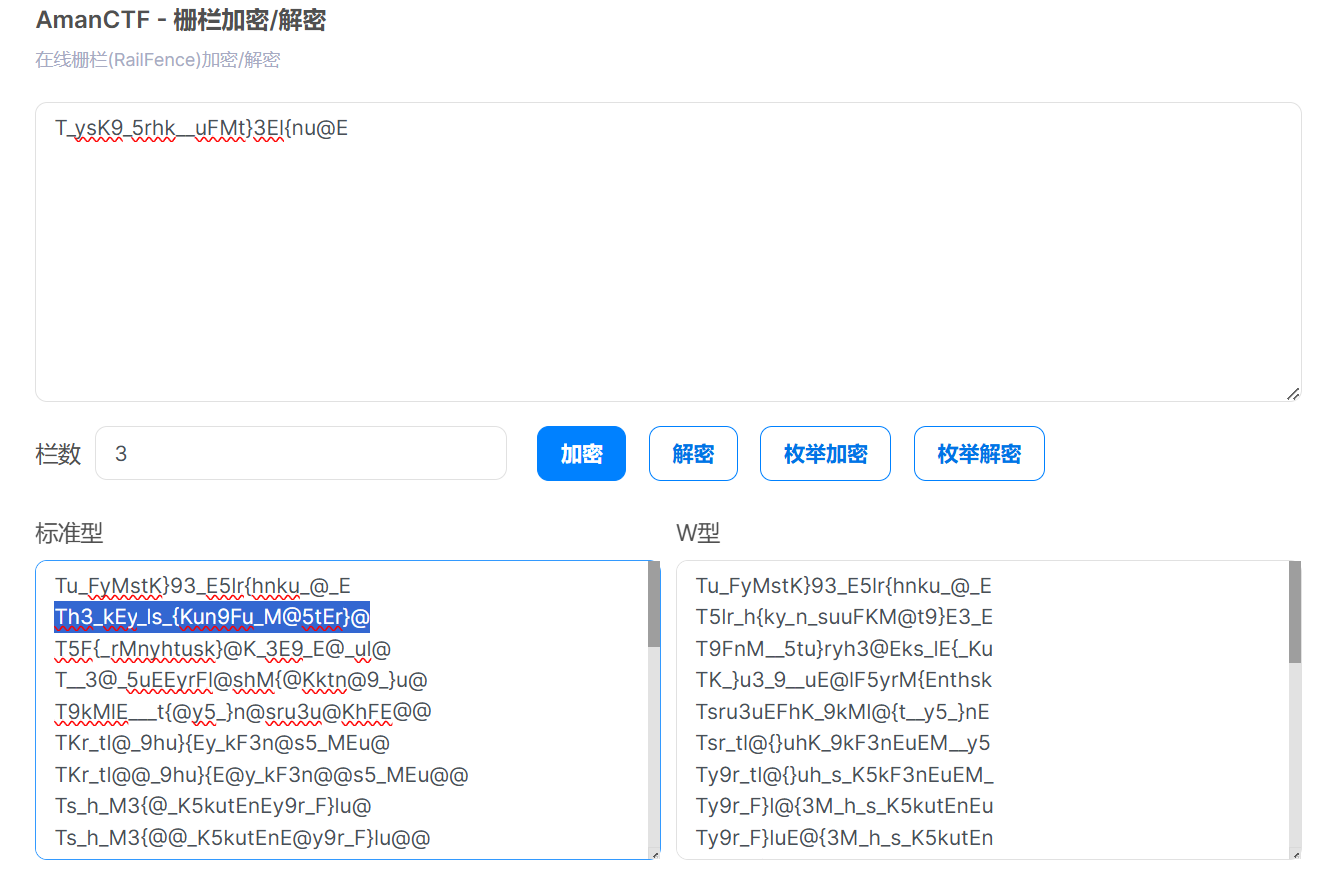 AmanCTF - 栅栏加密/解密
在线栅栏(RailFence)加密/解密
T_ysK9_5rhk__uFMt}3El{nu@E
栏数 3 加密 解密 枚举加密 枚举解密
标准型 W型
Tu_FyMstK}93_E5lr{hnku_@_E
Th3_kEy_ls_{Kun9Fu_M@5tEr}@
T5F{_rMnyhtusk}@K_3E9_E@_ul@
T__3@_5uEEyrFl@shM{@Kktn@9_}u@
T9kMlE___t{@y5_}n@sru3u@KhFE@@
TKr_tl@_9hu}{Ey_kF3n@s5_MEu@
TKr_tl@@_9hu}{E@y_kF3n@@s5_MEu@@
Ts_h_M3{@_K5kutEnEy9r_F}lu@
Ts_h_M3{@@_K5kutEnE@y9r_F}lu@@
Tu_FyMstK}93_E5lr{hnku_@_E
T5lr_h{ky_n_suuFKM@t9}E3_E
T9FnM__5tu}ryh3@Eks_lE{_Ku
TK_}u3_9__uE@lF5yrM{Enthsk
Tsru3uEFhK_9kMl@{t__y5_}nE
Tsr_tl@{}uhK_9kF3nEuEM__y5
Ty9r_tl@{}uh_s_K5kF3nEuEM_
Ty9r_F}l@{3M_h_s_K5kutEnEu
Ty9r_F}luE@{3M_h_s_K5kutEn